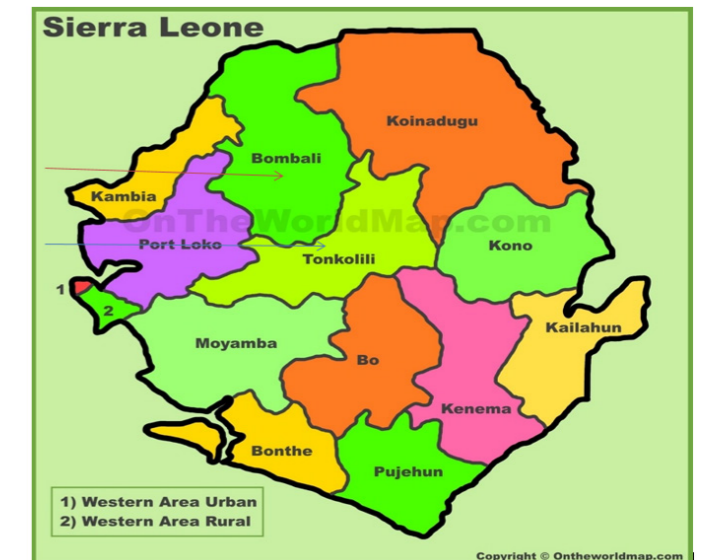 Sierra Leone
Koinadugu
Bombali
Kambia
OnTheWorldMap.com
Port Loko
Kono
Tonkolili
1
2
Kailahun
Moyamba
Bo
Kenema
Bonthe
Pujehun
1) Western Area Urban
2) Western Area Rural
Copyright © Ontheworldmap.com